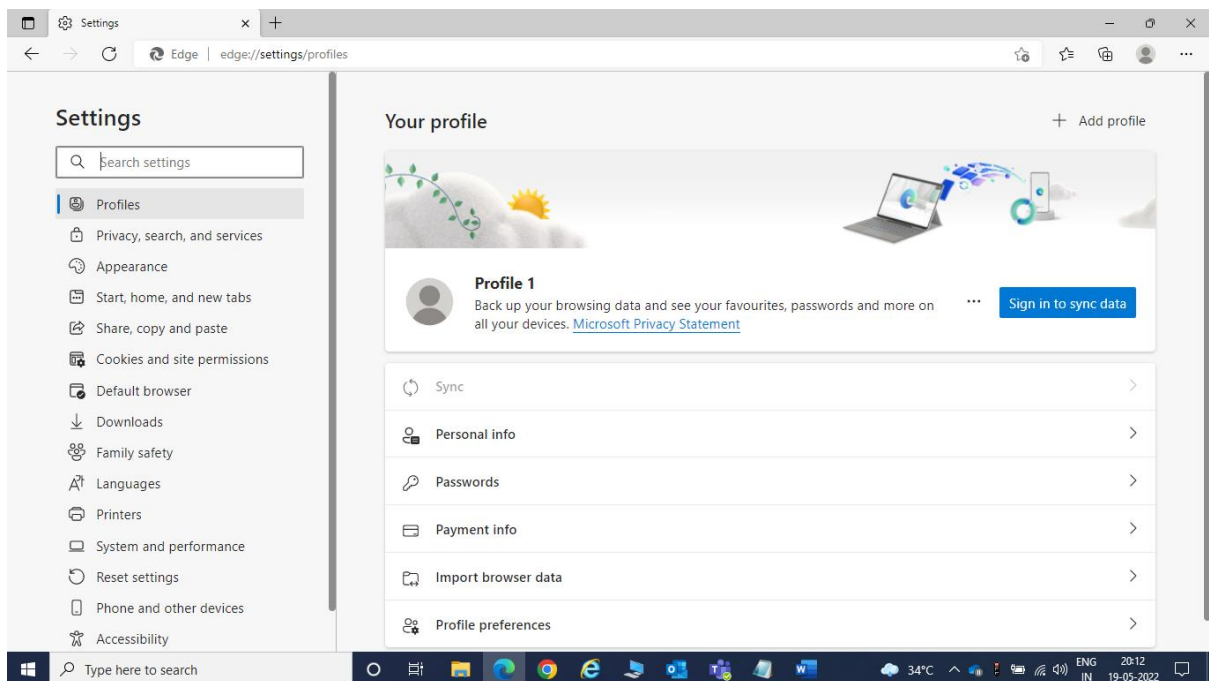 Settings
Edge | edge://settings/profiles
Settings
Search settings
Profiles
Privacy, search, and services
Appearance
Start, home, and new tabs
Share, copy and paste
Cookies and site permissions
Default browser
Downloads
Family safety
Languages
Printers
System and performance
Reset settings
Phone and other devices
Accessibility
Your profile
Add profile
Profile 1
Back up your browsing data and see your favourites, passwords and more on
all your devices. Microsoft Privacy Statement
Sign in to sync data
Sync
Personal info
Passwords
Payment info
Import browser data
Profile preferences
Type here to search
34°C
ENG
IN
20:12
19-05-2022